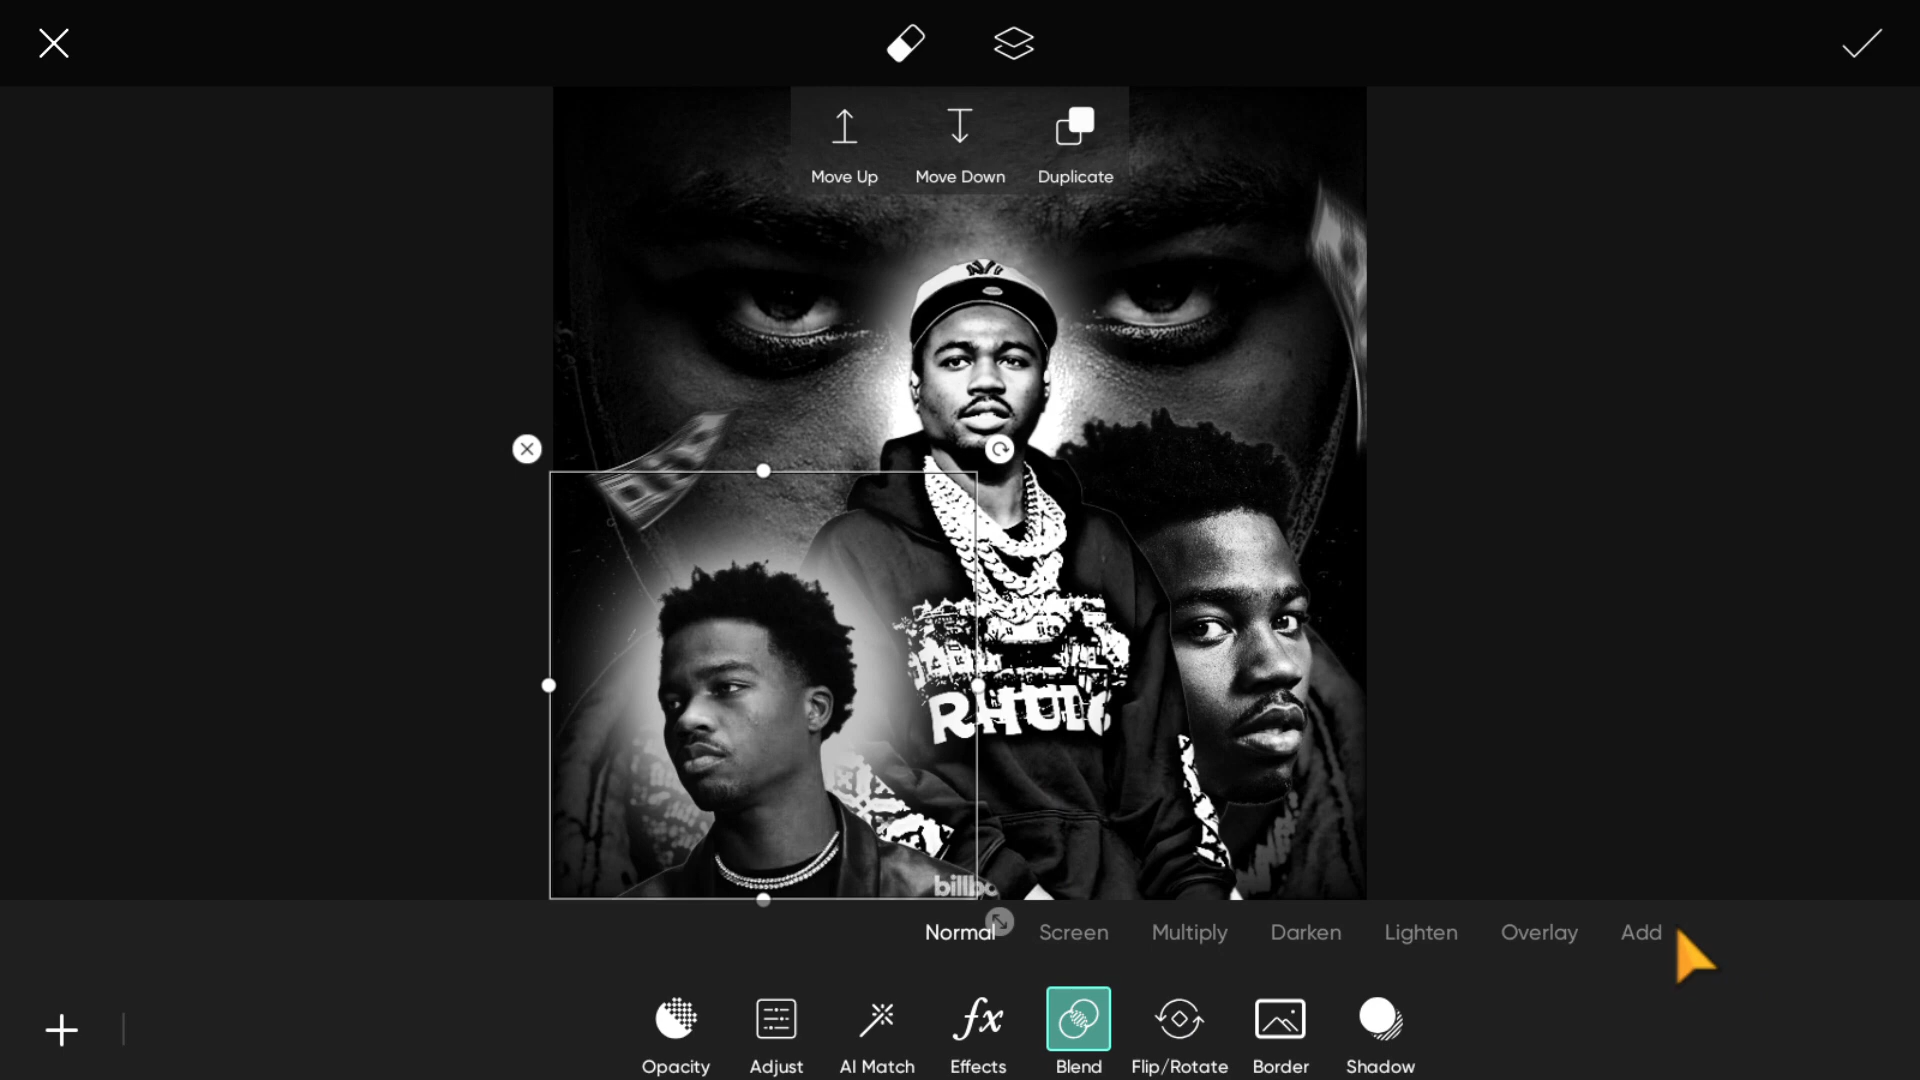 Move Up Move Down Duplicate
RHUDE
Normal Screen Multiply Darken Lighten Overlay Add
Opacity Adjust AI Match Effects Blend Flip/Rotate Border Shadow